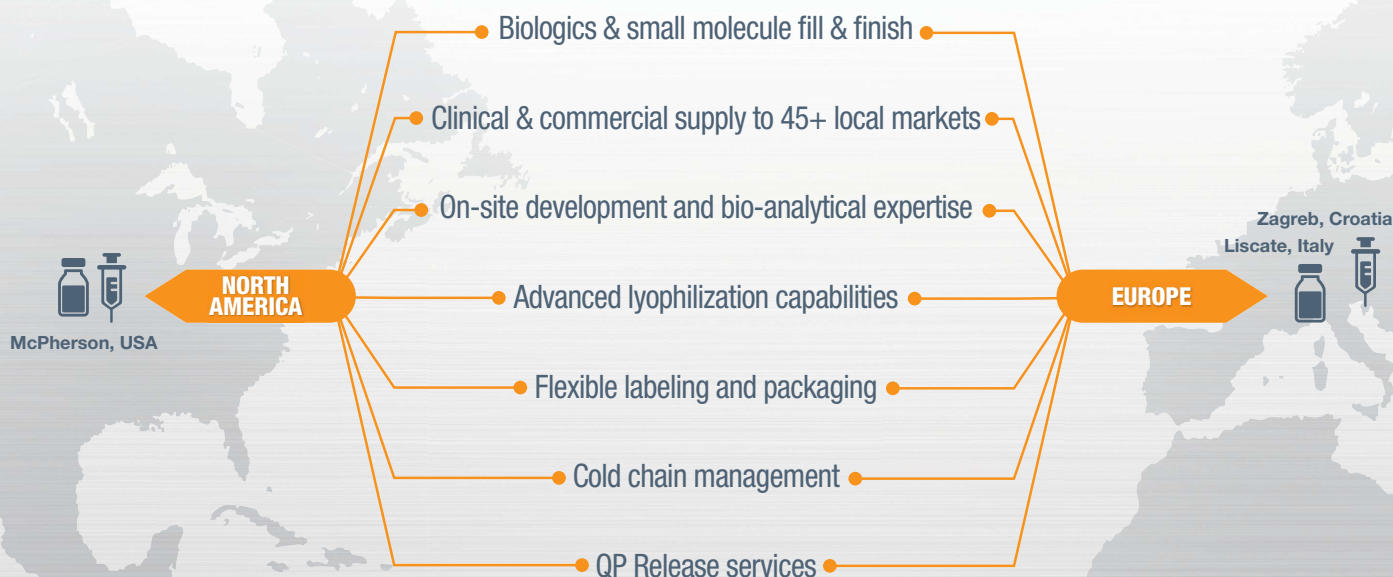 Biologics & small molecule fill & finish
Clinical & commercial supply to 45+ local markets
On-site development and bio-analytical expertise
Zagreb, Croatia
Liscate, Italy
NORTH
AMERICA
Advanced lyophilization capabilities
EUROPE
McPherson, USA
Flexible labeling and packaging
Cold chain management
QP Release services